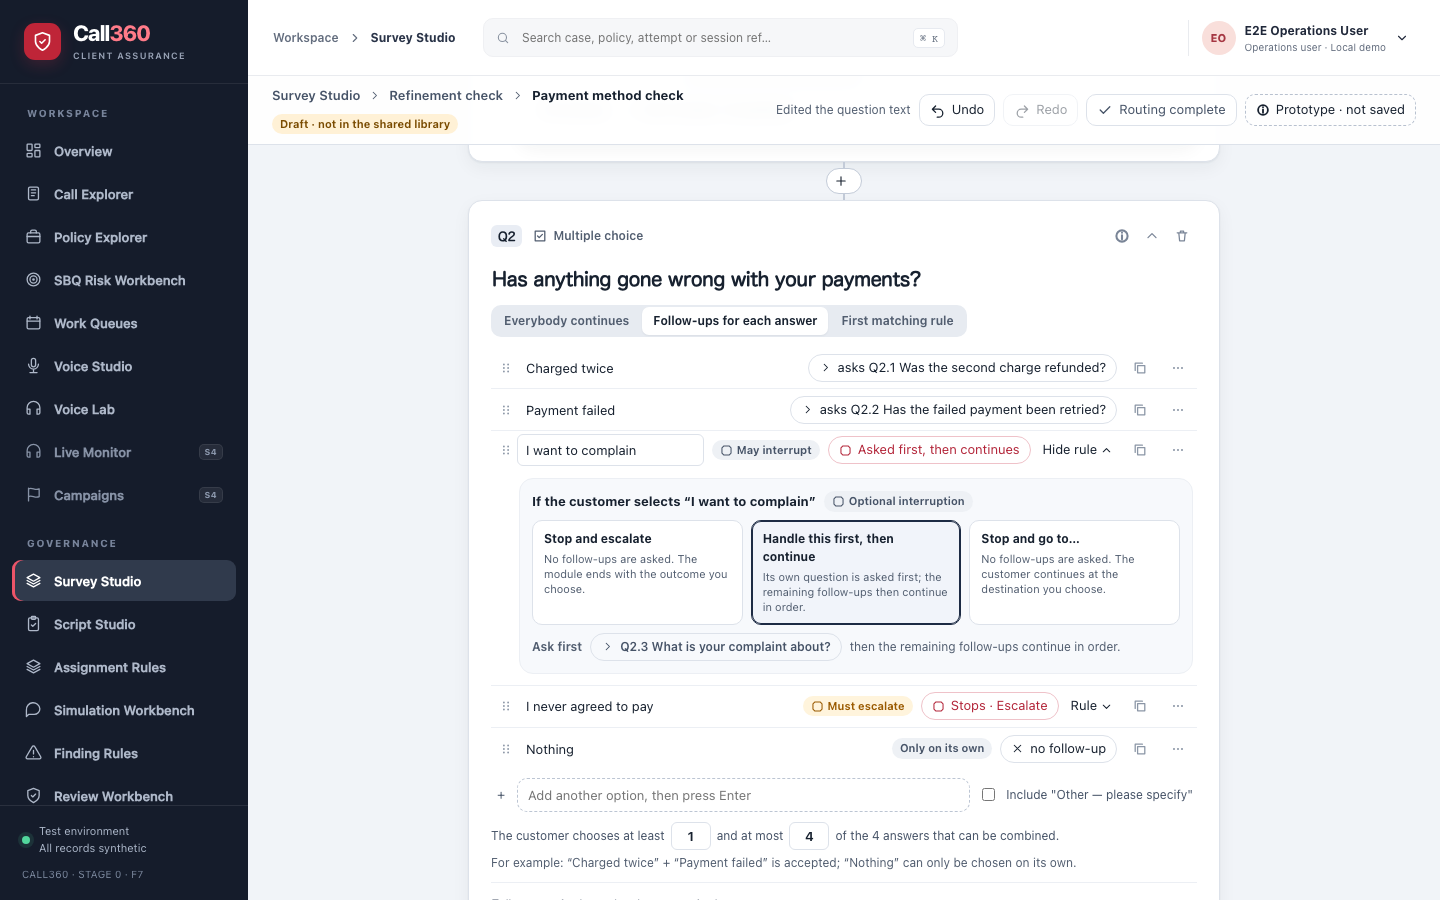 Call360
CLIENT ASSURANCE
WORKSPACE
Overview
Call Explorer
Policy Explorer
SBQ Risk Workbench
Work Queues
Voice Studio
Voice Lab
Live Monitor S4
Campaigns S4
GOVERNANCE
Survey Studio
Script Studio
Assignment Rules
Simulation Workbench
Finding Rules
Review Workbench
Test environment
All records synthetic
CALL360 · STAGE 0 · F7
Workspace > Survey Studio
Search case, policy, attempt or session ref... ⌘ K
EO
E2E Operations User
Operations user · Local demo
Survey Studio > Refinement check > Payment method check
Draft · not in the shared library
Edited the question text
Undo
Redo
Routing complete
Prototype · not saved
Q2 Multiple choice
Has anything gone wrong with your payments?
Everybody continues Follow-ups for each answer First matching rule
Charged twice asks Q2.1 Was the second charge refunded?
Payment failed asks Q2.2 Has the failed payment been retried?
I want to complain May interrupt Asked first, then continues Hide rule
If the customer selects “I want to complain” Optional interruption
Stop and escalate
No follow-ups are asked. The
module ends with the outcome you
choose.
Handle this first, then
continue
Its own question is asked first; the
remaining follow-ups then continue
in order.
Stop and go to...
No follow-ups are asked. The
customer continues at the
destination you choose.
Ask first Q2.3 What is your complaint about? then the remaining follow-ups continue in order.
I never agreed to pay Must escalate Stops · Escalate Rule
Nothing Only on its own no follow-up
+ Add another option, then press Enter Include "Other — please specify"
The customer chooses at least 1 and at most 4 of the 4 answers that can be combined.
For example: “Charged twice” + “Payment failed” is accepted; “Nothing” can only be chosen on its own.